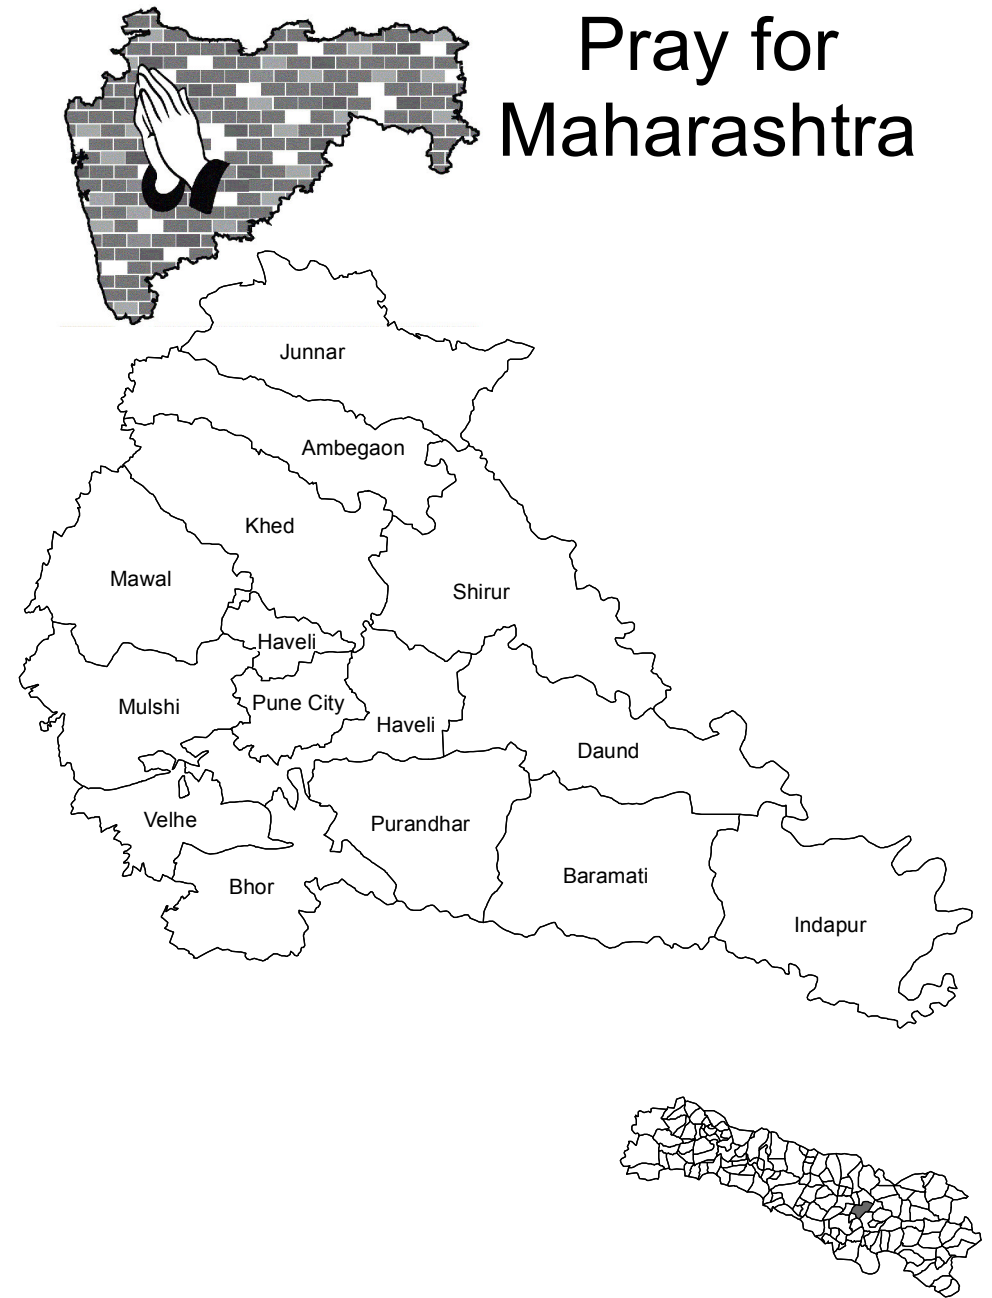 Pray for
Maharashtra
Junnar
Ambegaon
Khed
Mawal
Shirur
Haveli
Mulshi
Pune City
Haveli
Daund
Velhe
Purandhar
Bhor
Baramati
Indapur